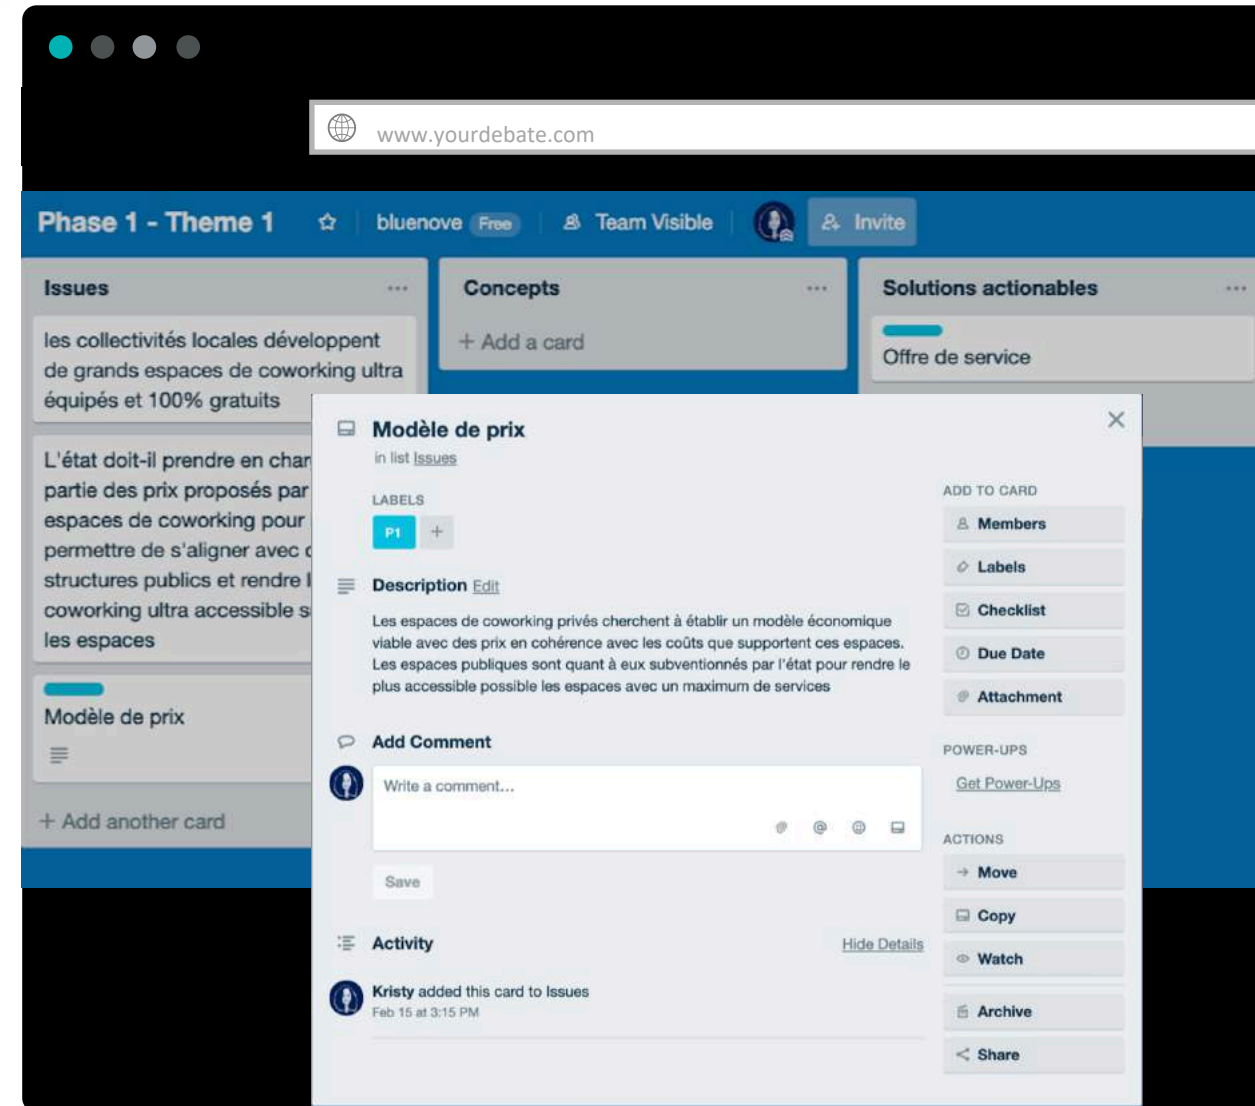 www.yourdebate.com
Phase 1 - Theme 1
bluenove Free
Team Visible
Invite
Issues
les collectivités locales développent
de grands espaces de coworking ultra
équipés et 100% gratuits
L'état doit-il prendre en char
partie des prix proposés par
espaces de coworking pour
permettre de s'aligner avec
structures publics et rendre l
coworking ultra accessible s
les espaces
Modèle de prix
+ Add another card
Concepts
+ Add a card
Solutions actionables
Offre de service
Modèle de prix
in list Issues
LABELS
P1 +
Description Edit
Les espaces de coworking privés cherchent à établir un modèle économique
viable avec des prix en cohérence avec les coûts que supportent ces espaces.
Les espaces publiques sont quant à eux subventionnés par l'état pour rendre le
plus accessible possible les espaces avec un maximum de services
Add Comment
Write a comment...
Save
Activity
Hide Details
Kristy added this card to Issues
Feb 15 at 3:15 PM
ADD TO CARD
Members
Labels
Checklist
Due Date
Attachment
POWER-UPS
Get Power-Ups
ACTIONS
Move
Copy
Watch
Archive
Share